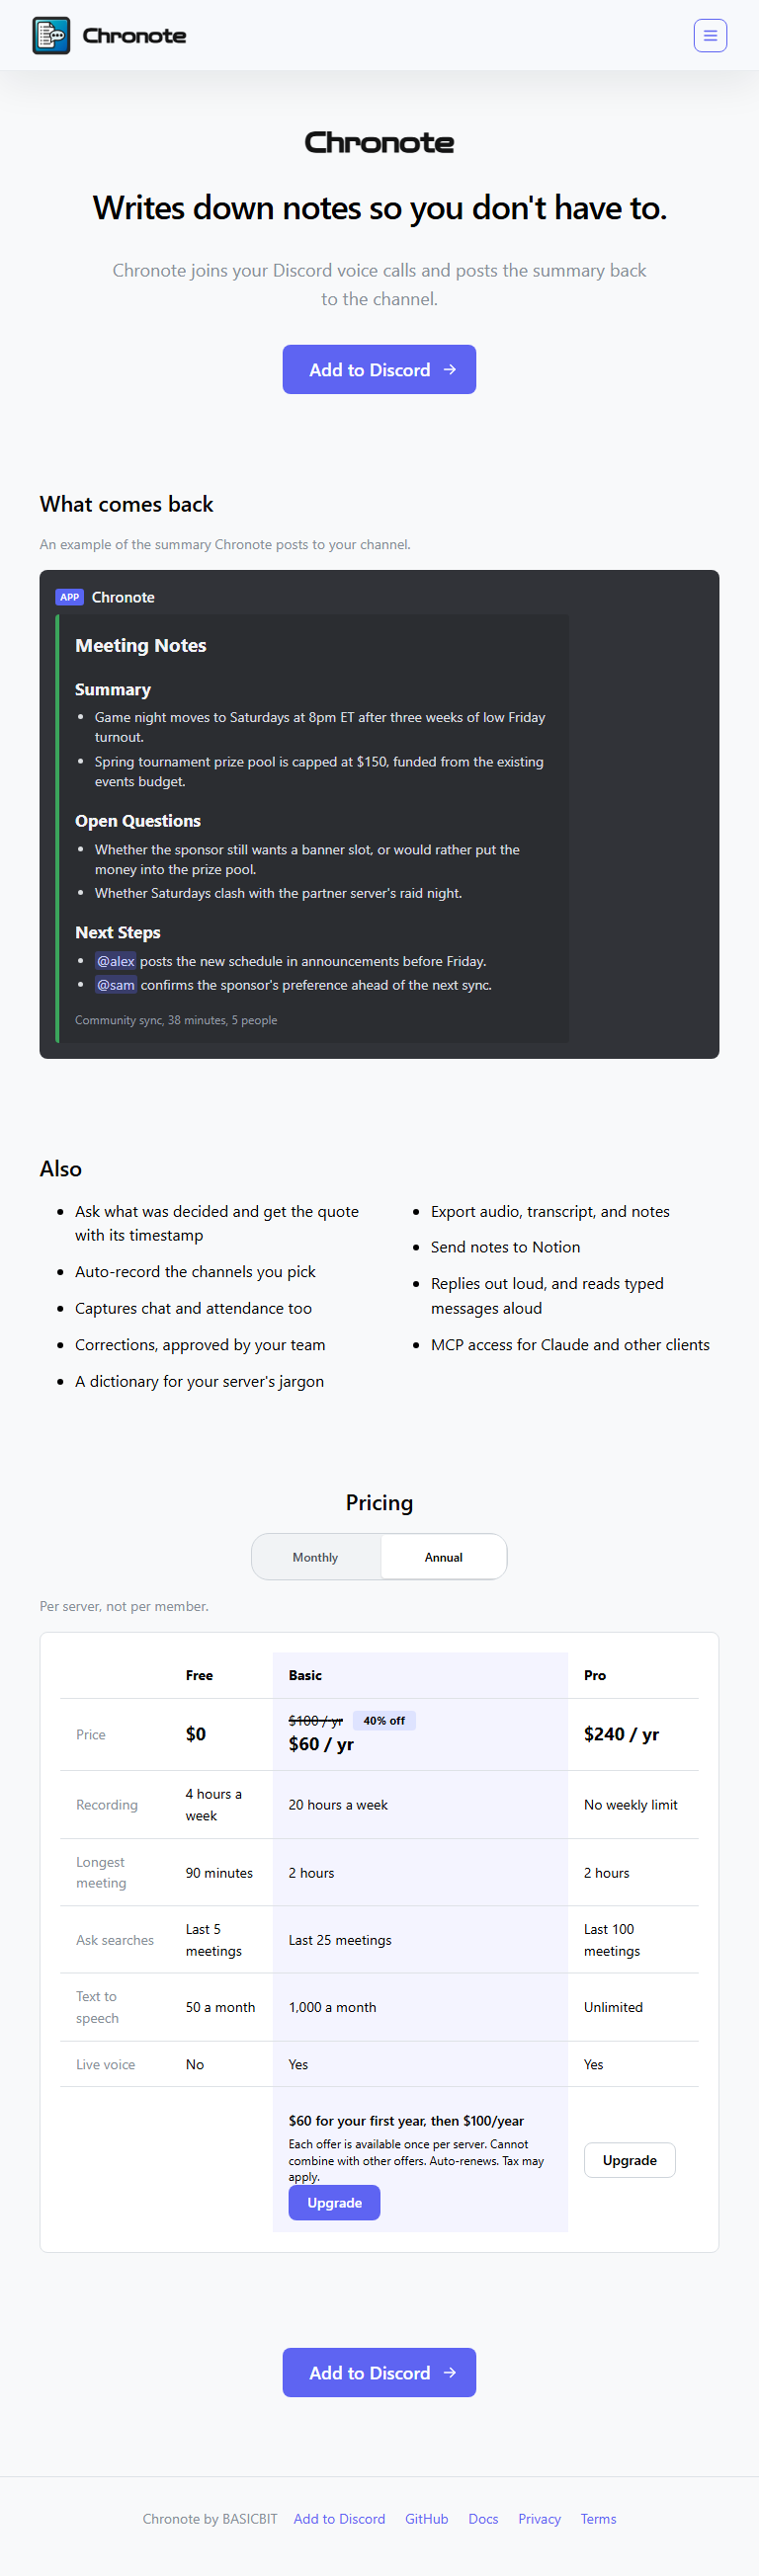 Chronote
Chronote
Writes down notes so you don't have to.
Chronote joins your Discord voice calls and posts the summary back
to the channel.
Add to Discord →
What comes back
An example of the summary Chronote posts to your channel.
APP Chronote
Meeting Notes
Summary
• Game night moves to Saturdays at 8pm ET after three weeks of low Friday
turnout.
• Spring tournament prize pool is capped at $150, funded from the existing
events budget.
Open Questions
• Whether the sponsor still wants a banner slot, or would rather put the
money into the prize pool.
• Whether Saturdays clash with the partner server's raid night.
Next Steps
• @alex posts the new schedule in announcements before Friday.
• @sam confirms the sponsor's preference ahead of the next sync.
Community sync, 38 minutes, 5 people
Also
• Ask what was decided and get the quote
with its timestamp
• Auto-record the channels you pick
• Captures chat and attendance too
• Corrections, approved by your team
• A dictionary for your server's jargon
• Export audio, transcript, and notes
• Send notes to Notion
• Replies out loud, and reads typed
messages aloud
• MCP access for Claude and other clients
Pricing
Monthly Annual
Per server, not per member.
Free Basic Pro
$100 / yr 40% off
Price $0 $60 / yr $240 / yr
Recording 4 hours a
week 20 hours a week No weekly limit
Longest
meeting 90 minutes 2 hours 2 hours
Ask searches Last 5
meetings Last 25 meetings Last 100
meetings
Text to
speech 50 a month 1,000 a month Unlimited
Live voice No Yes Yes
$60 for your first year, then $100/year
Each offer is available once per server. Cannot
combine with other offers. Auto-renews. Tax may
apply.
Upgrade
Upgrade
Add to Discord →
Chronote by BASICBIT Add to Discord GitHub Docs Privacy Terms